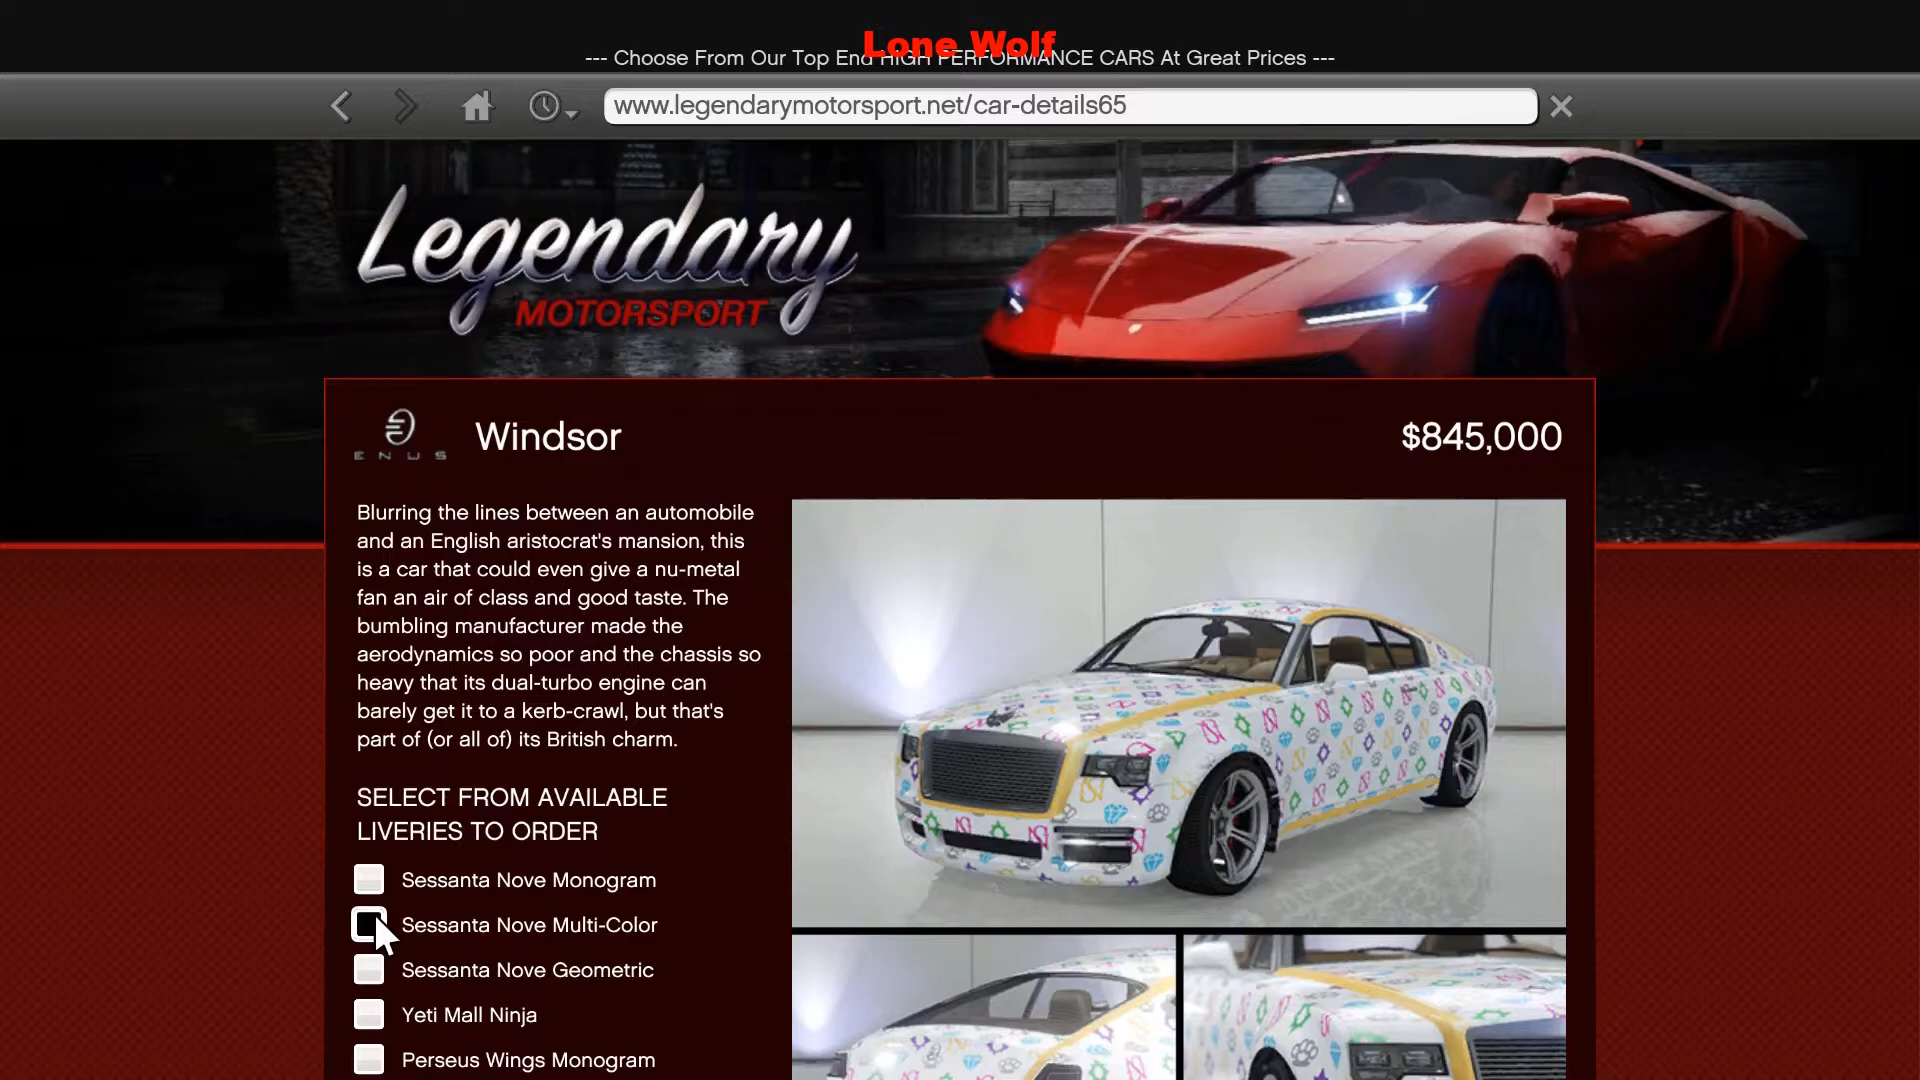 Lone Wolf
--- Choose From Our Top End HIGH PERFORMANCE CARS At Great Prices ---
www.legendarymotorsport.net/car-details65
Legendary
MOTORSPORT
ENUS
Windsor
$845,000
Blurring the lines between an automobile
and an English aristocrat's mansion, this
is a car that could even give a nu-metal
fan an air of class and good taste. The
bumbling manufacturer made the
aerodynamics so poor and the chassis so
heavy that its dual-turbo engine can
barely get it to a kerb-crawl, but that's
part of (or all of) its British charm.
SELECT FROM AVAILABLE
LIVERIES TO ORDER
Sessanta Nove Monogram
Sessanta Nove Multi-Color
Sessanta Nove Geometric
Yeti Mall Ninja
Perseus Wings Monogram